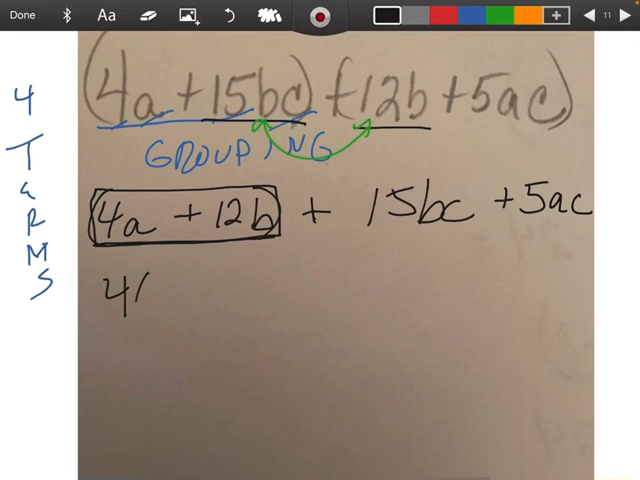 Done Aa 11
(4a + 15bc) + (12b + 5ac)
GROUPING
4 TERMS
(4a + 12b) + 15bc + 5ac
4(